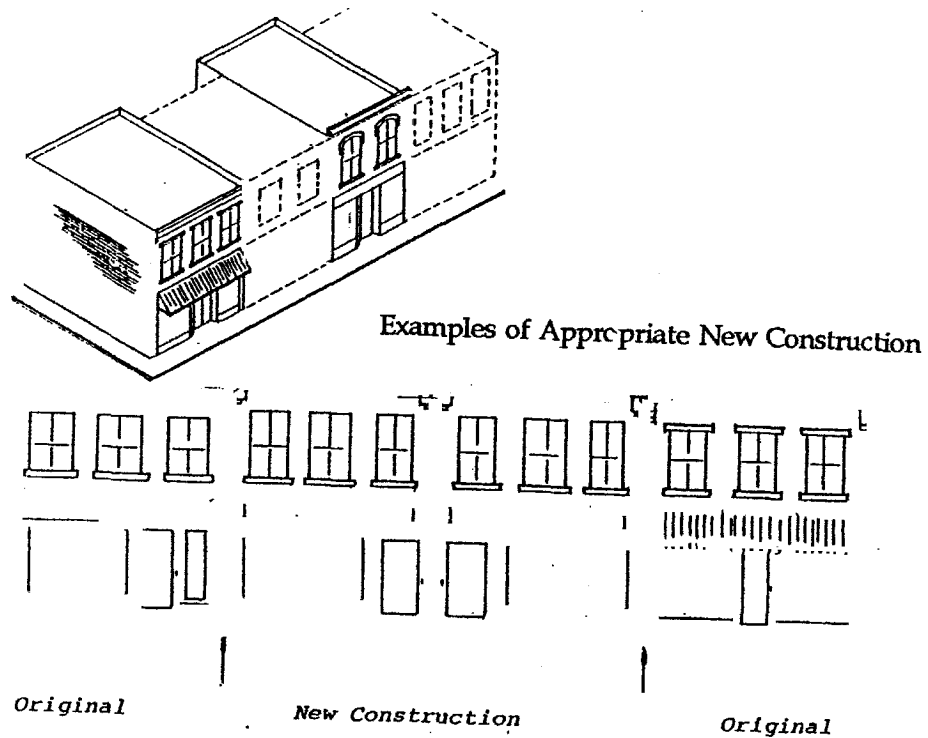 Examples of Appropriate New Construction
Original
New Construction
Original